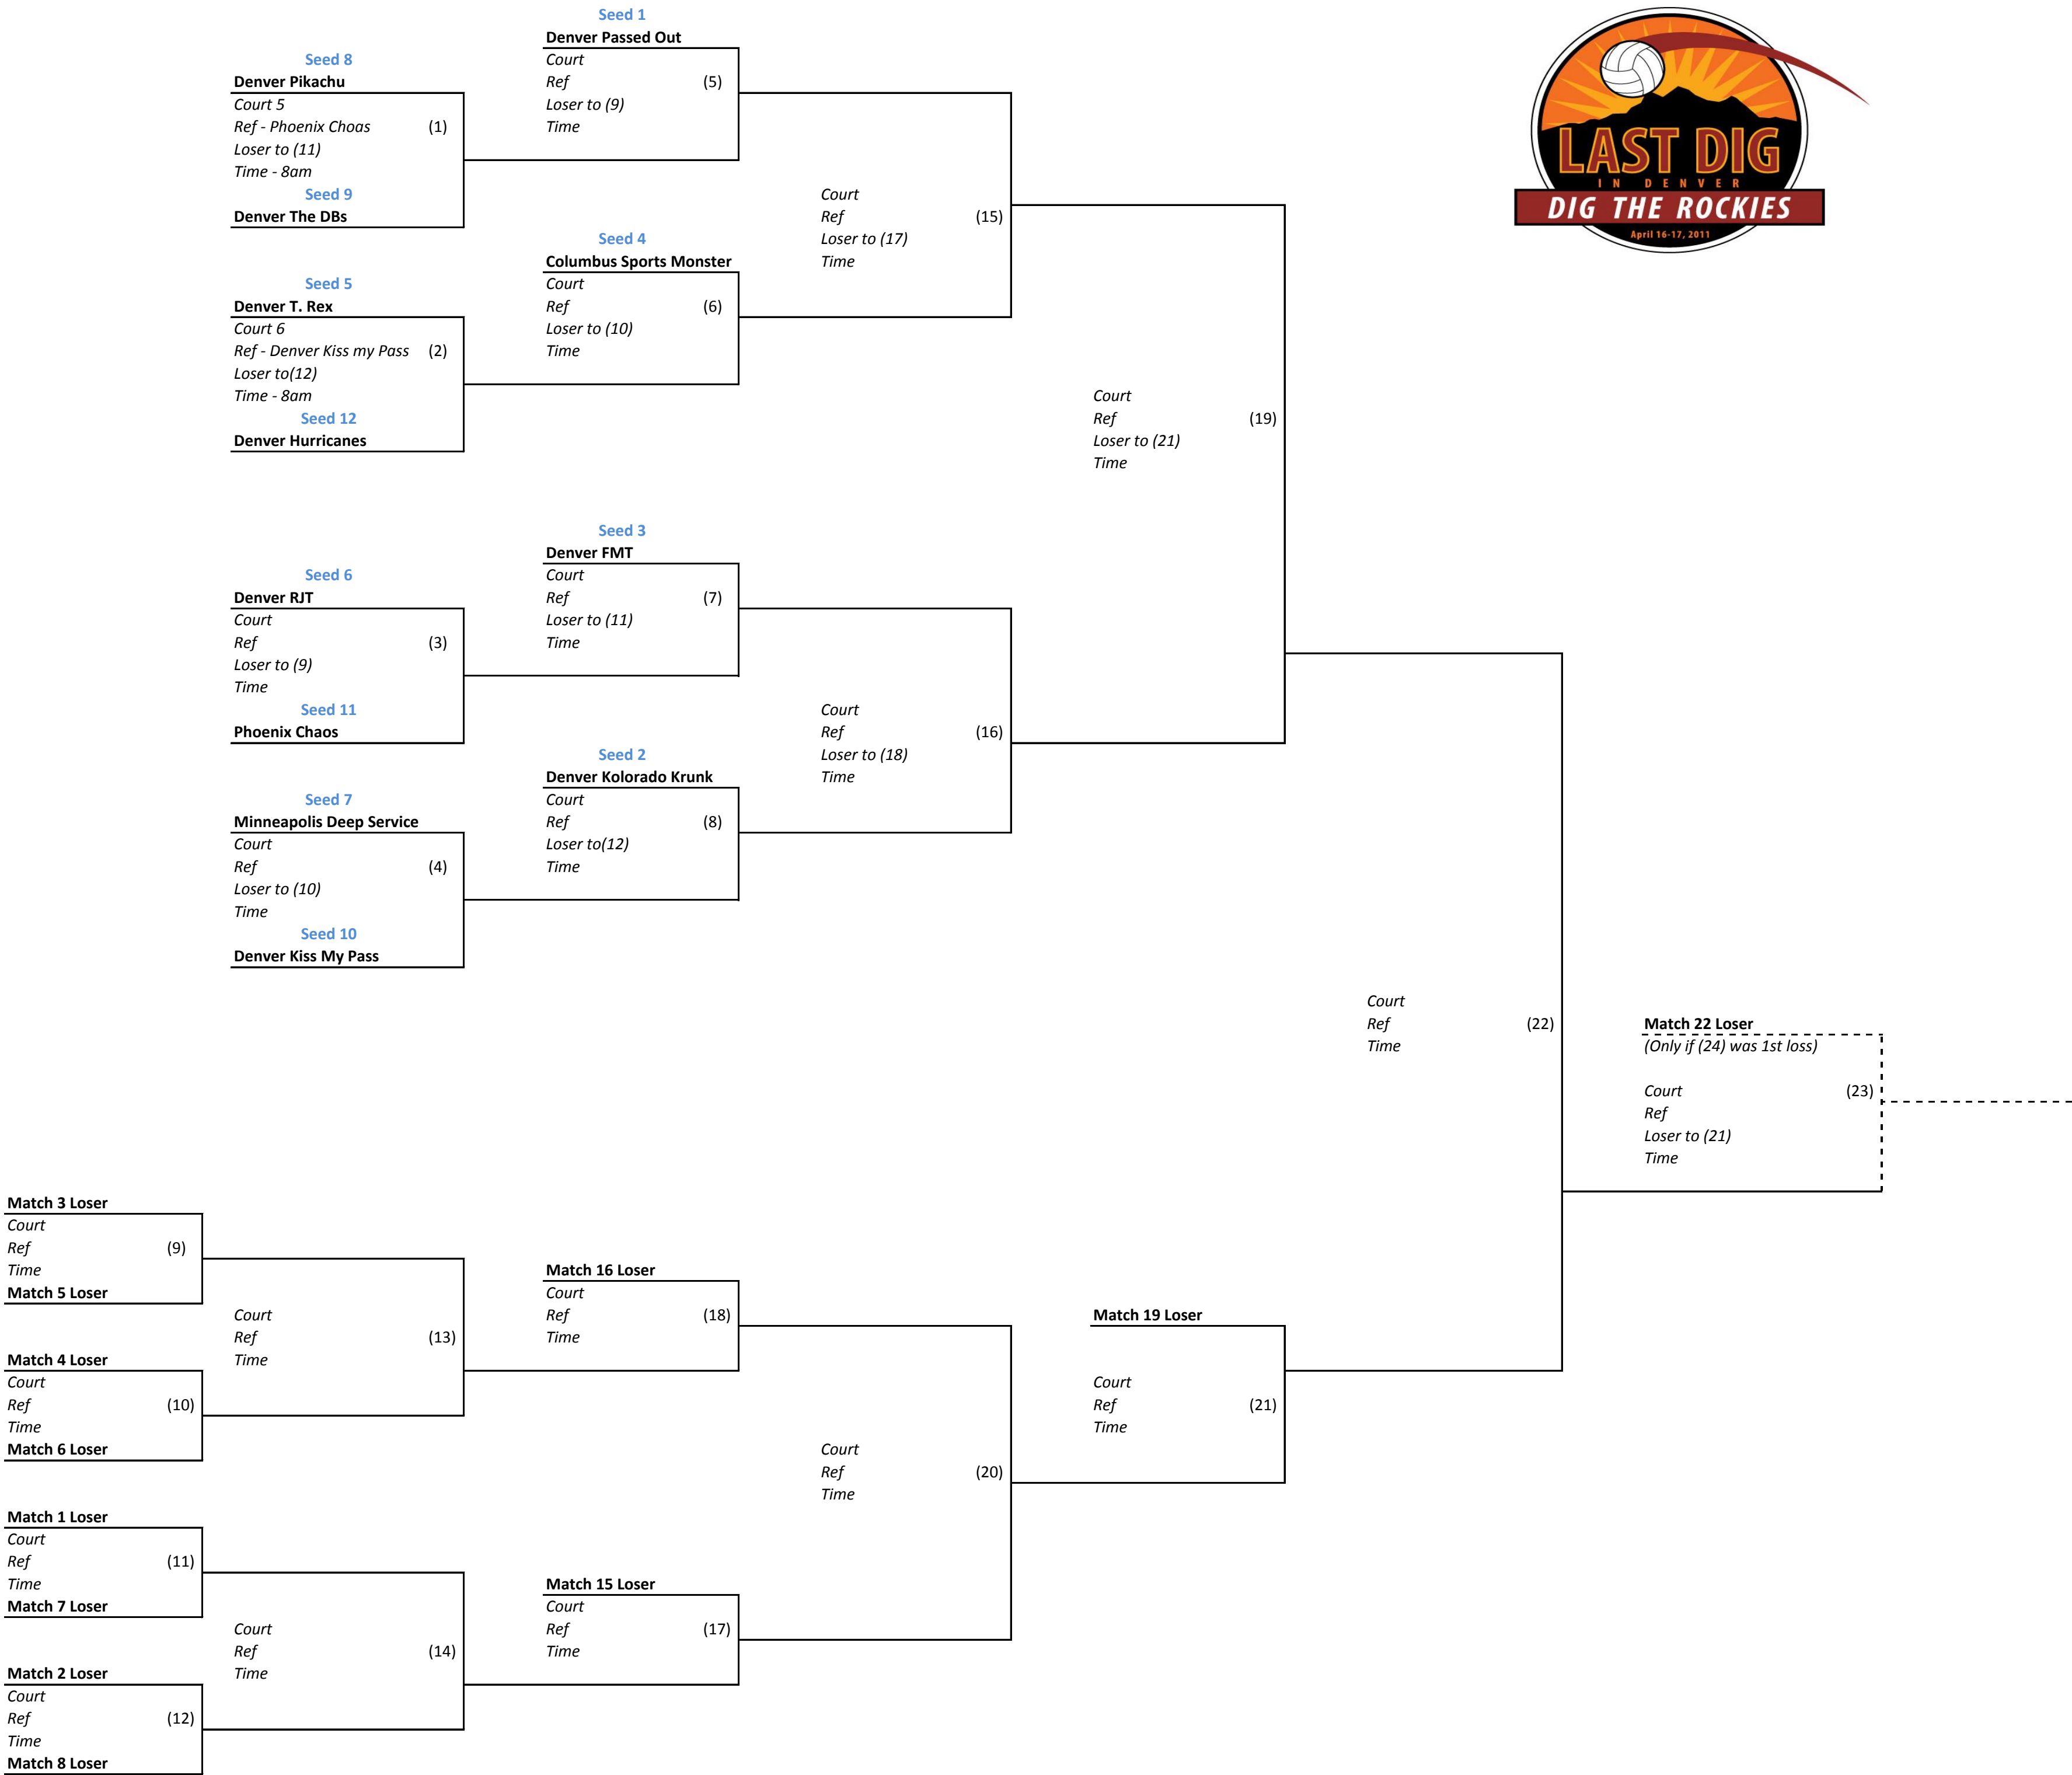 Seed 1
Denver Passed Out
Court
Ref (5)
Loser to (9)
Time
Seed 8
Denver Pikachu
Court 5
Ref - Phoenix Choas (1)
Loser to (11)
Time - 8am
Seed 9
Denver The DBs
Court
Ref (15)
Loser to (17)
Time
Seed 4
Columbus Sports Monster
Court
Ref (6)
Loser to (10)
Time
Seed 5
Denver T. Rex
Court 6
Ref - Denver Kiss my Pass (2)
Loser to(12)
Time - 8am
Seed 12
Denver Hurricanes
Court
Ref (19)
Loser to (21)
Time
LAST DIG
IN DENVER
DIG THE ROCKIES
April 16-17, 2011
Seed 3
Denver FMT
Court
Ref (7)
Loser to (11)
Time
Seed 6
Denver RJT
Court
Ref (3)
Loser to (9)
Time
Seed 11
Phoenix Chaos
Court
Ref (16)
Loser to (18)
Time
Seed 2
Denver Kolorado Krunk
Court
Ref (8)
Loser to(12)
Time
Seed 7
Minneapolis Deep Service
Court
Ref (4)
Loser to (10)
Time
Seed 10
Denver Kiss My Pass
Court
Ref (22)
Time
Match 22 Loser
(Only if (24) was 1st loss)
Court (23)
Ref
Loser to (21)
Time
Match 3 Loser
Court
Ref (9)
Time
Match 5 Loser
Court
Ref (13)
Time
Match 4 Loser
Court
Ref (10)
Time
Match 6 Loser
Match 16 Loser
Court
Ref (18)
Time
Match 19 Loser
Court
Ref (21)
Time
Court
Ref (20)
Time
Match 1 Loser
Court
Ref (11)
Time
Match 7 Loser
Court
Ref (14)
Time
Match 15 Loser
Court
Ref (17)
Time
Match 2 Loser
Court
Ref (12)
Time
Match 8 Loser